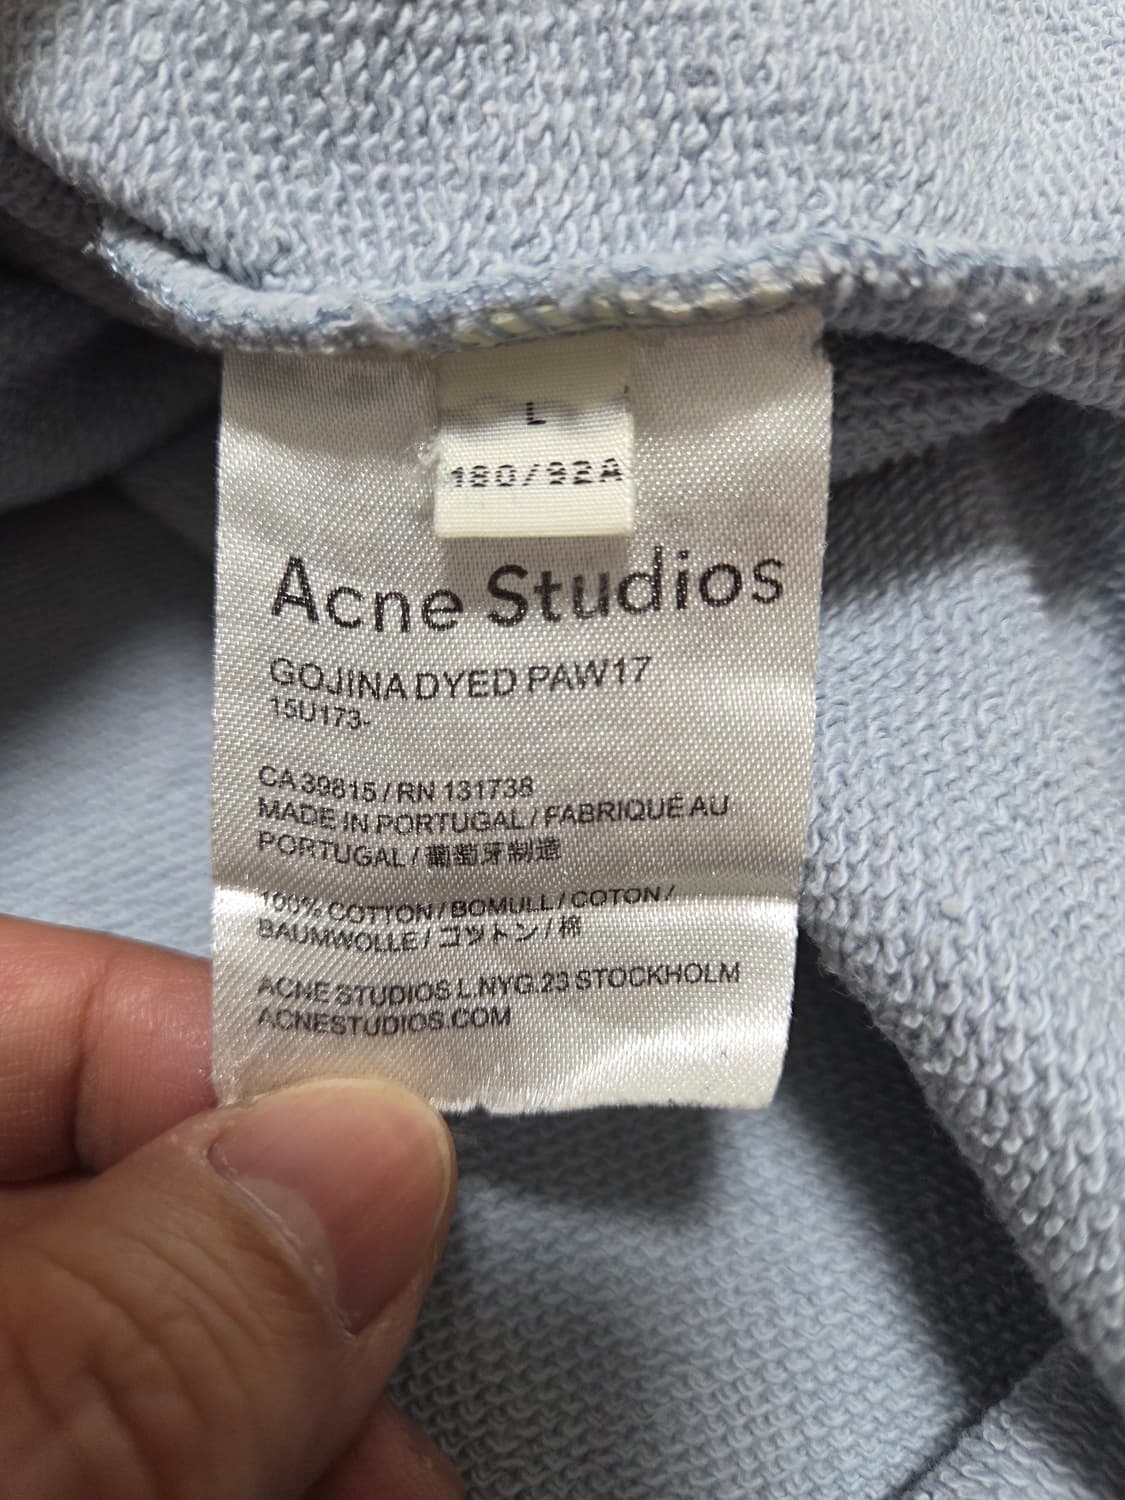 L
180/92A
Acne Studios
GOJINA DYED PAW17
15U173-
CA 39815 / RN 131738
MADE IN PORTUGAL / FABRIQUÉ AU
PORTUGAL / 葡萄牙制造
100% COTTON / BOMULL / COTON /
BAUMWOLLE / コットン / 棉
ACNE STUDIOS L.NYG.23 STOCKHOLM
ACNESTUDIOS.COM